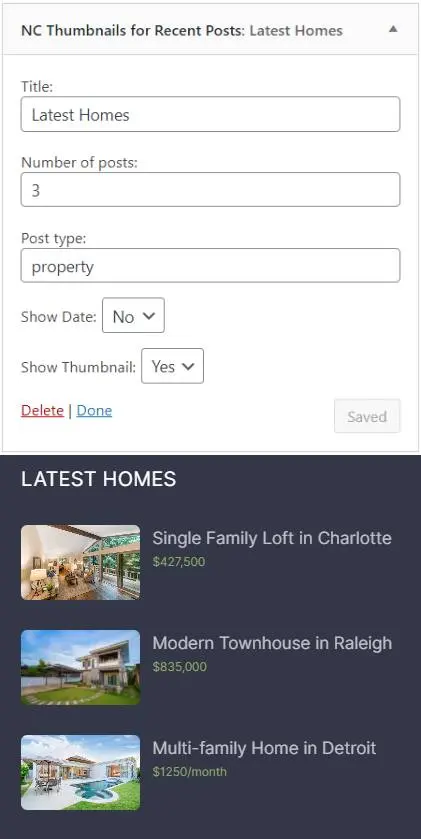 NC Thumbnails for Recent Posts: Latest Homes
Title:
Latest Homes
Number of posts:
3
Post type:
property
Show Date: No
Show Thumbnail: Yes
Delete | Done
Saved
LATEST HOMES
Single Family Loft in Charlotte
$427,500
Modern Townhouse in Raleigh
$835,000
Multi-family Home in Detroit
$1250/month